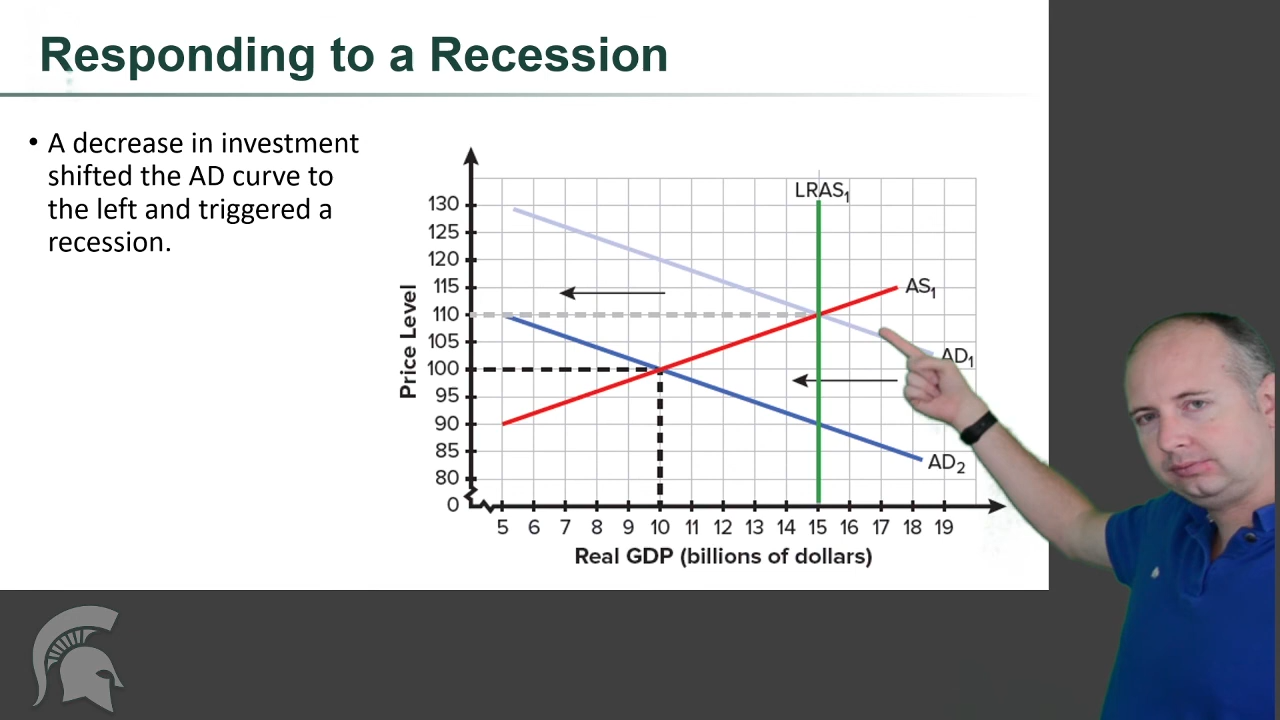 Responding to a Recession
• A decrease in investment
shifted the AD curve to
the left and triggered a
recession.
LRAS1
130
125
120
115
110
105
100
95
90
85
80
0
Price Level
AS1
AD1
AD2
5 6 7 8 9 10 11 12 13 14 15 16 17 18 19
Real GDP (billions of dollars)